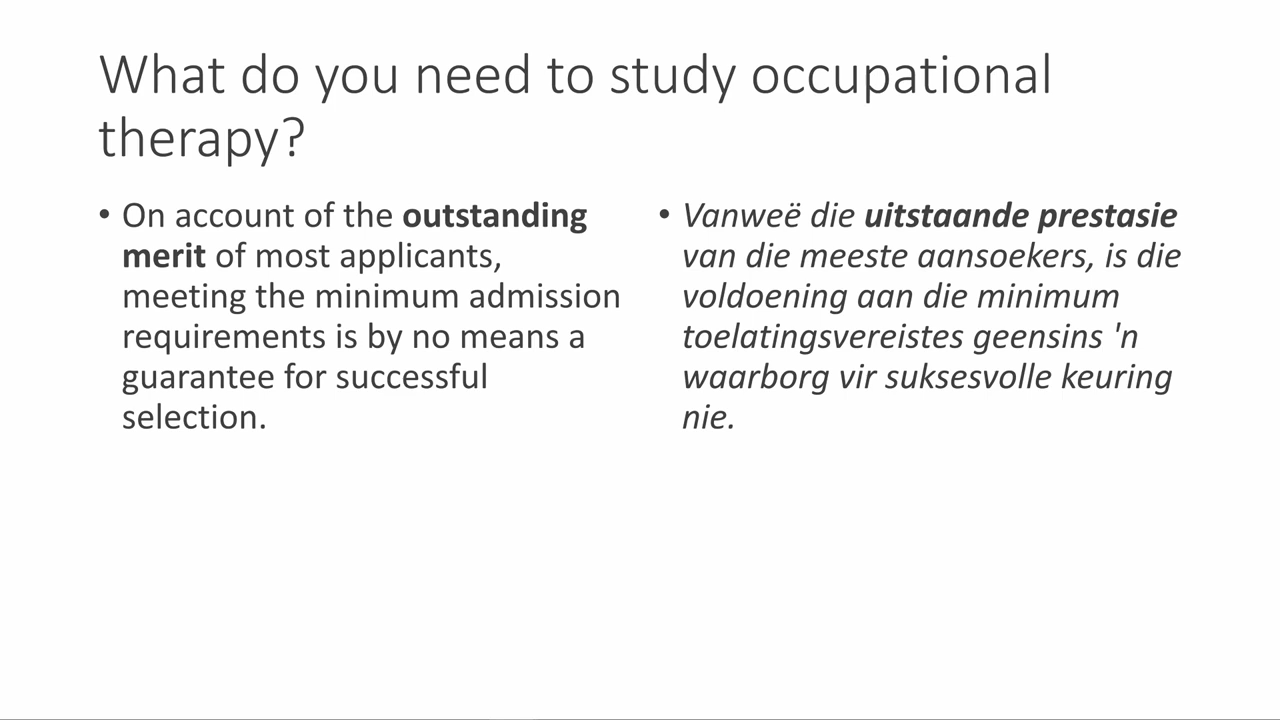 What do you need to study occupational
therapy?
• On account of the outstanding
merit of most applicants,
meeting the minimum admission
requirements is by no means a
guarantee for successful
selection.
• Vanweë die uitstaande prestasie
van die meeste aansoekers, is die
voldoening aan die minimum
toelatingsvereistes geensins 'n
waarborg vir suksesvolle keuring
nie.